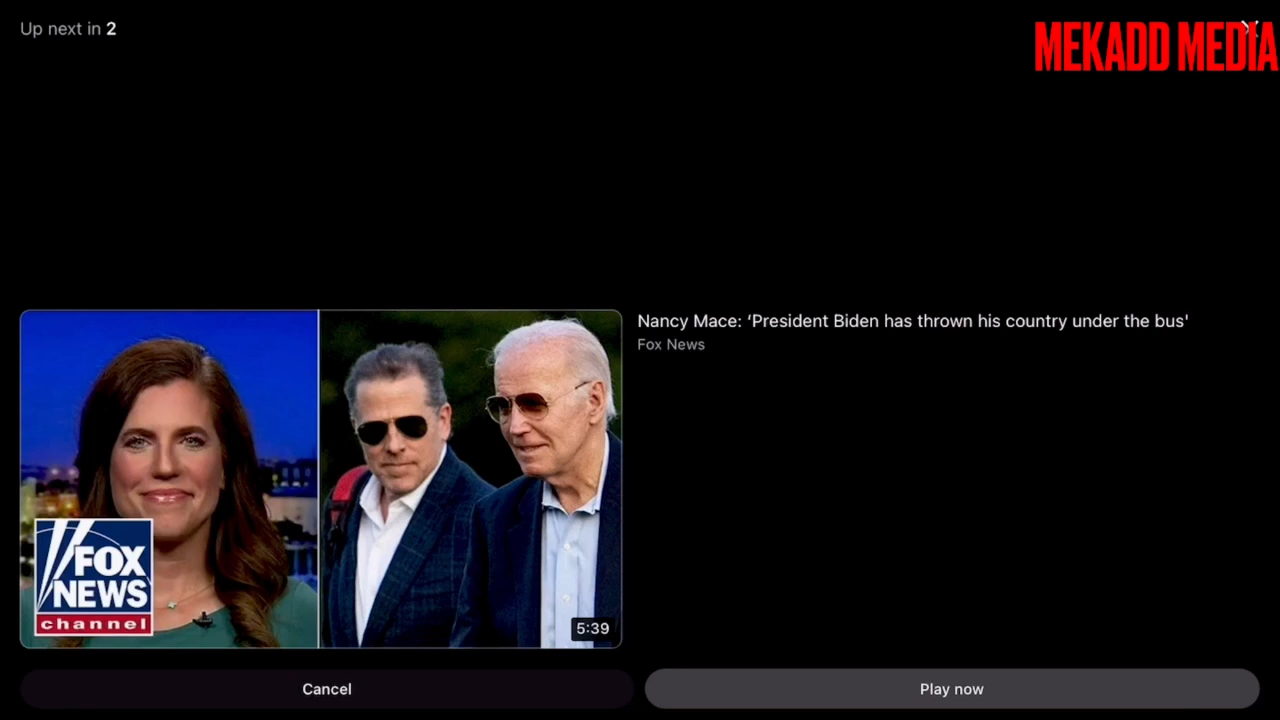 Up next in 2
MEKADD MEDIA
Nancy Mace: ‘President Biden has thrown his country under the bus'
Fox News
FOX
NEWS
channel
5:39
Cancel
Play now